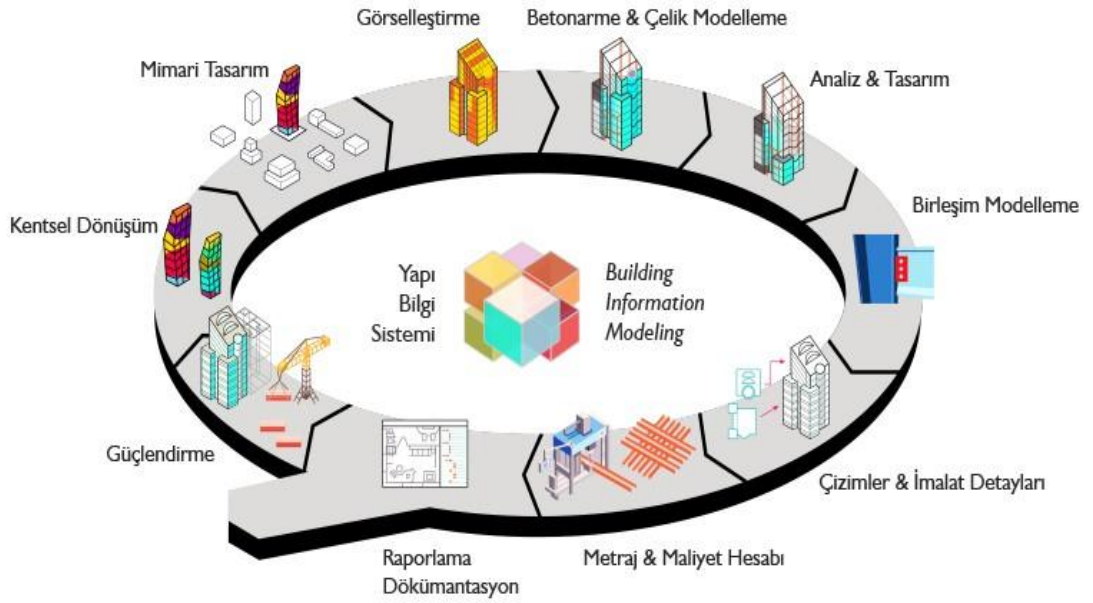 Görselleştirme
Betonarme & Çelik Modelleme
Mimari Tasarım
Analiz & Tasarım
Kentsel Dönüşüm
Birleşim Modelleme
Yapı
Bilgi
Sistemi
Building
Information
Modeling
Güçlendirme
Çizimler & İmalat Detayları
Raporlama
Dökümantasyon
Metraj & Maliyet Hesabı